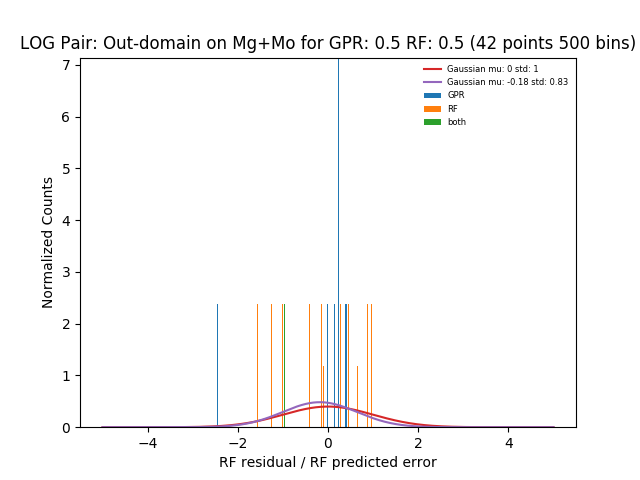 LOG Pair: Out-domain on Mg+Mo for GPR: 0.5 RF: 0.5 (42 points 500 bins)
Gaussian mu: 0 std: 1
Gaussian mu: -0.18 std: 0.83
GPR
RF
both
Normalized Counts
7
6
5
4
3
2
1
0
−4 −2 0 2 4
RF residual / RF predicted error